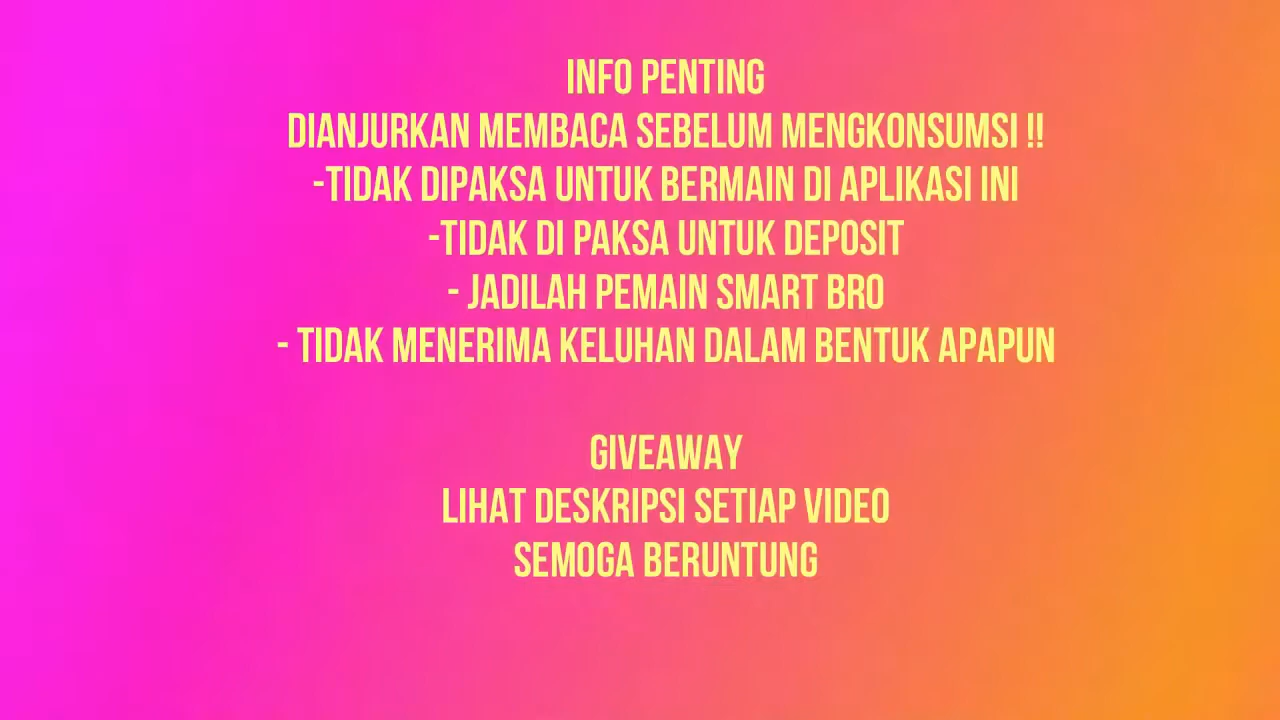 INFO PENTING
DIANJURKAN MEMBACA SEBELUM MENGKONSUMSI !!
-TIDAK DIPAKSA UNTUK BERMAIN DI APLIKASI INI
-TIDAK DI PAKSA UNTUK DEPOSIT
- JADILAH PEMAIN SMART BRO
- TIDAK MENERIMA KELUHAN DALAM BENTUK APAPUN
GIVEAWAY
LIHAT DESKRIPSI SETIAP VIDEO
SEMOGA BERUNTUNG